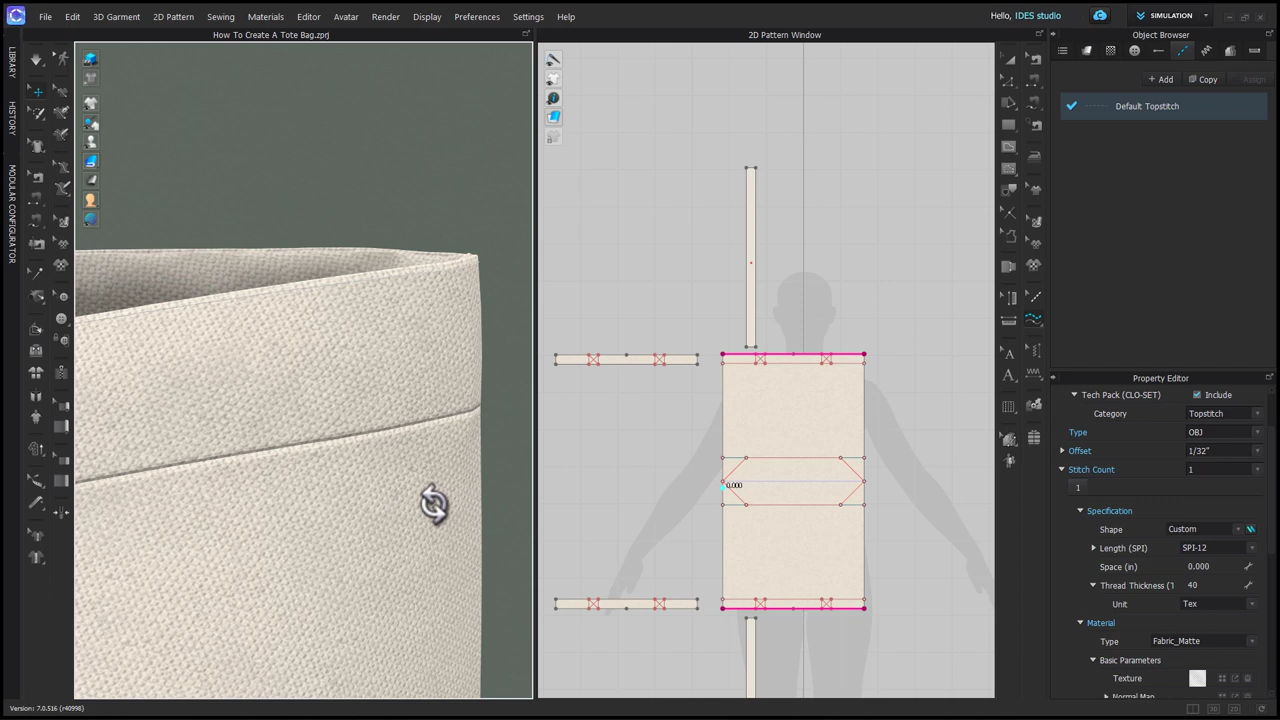 File Edit 3D Garment 2D Pattern Sewing Materials Editor Avatar Render Display Preferences Settings Help
Hello, IDES studio
SIMULATION
How To Create A Tote Bag.zprj
2D Pattern Window
Object Browser
LIBRARY
HISTORY
MODULAR CONFIGURATOR
+ Add
Copy
Assign
Default Topstitch
0.000
Property Editor
Tech Pack (CLO-SET) Include
Category Topstitch
Type OBJ
Offset 1/32"
Stitch Count 1
1
Specification
Shape Custom
Length (SPI) SPI-12
Space (in) 0.000
Thread Thickness (T 40
Unit Tex
Material
Type Fabric_Matte
Basic Parameters
Texture
Normal Map
Version: 7.0.516 (r40998)
3D
2D